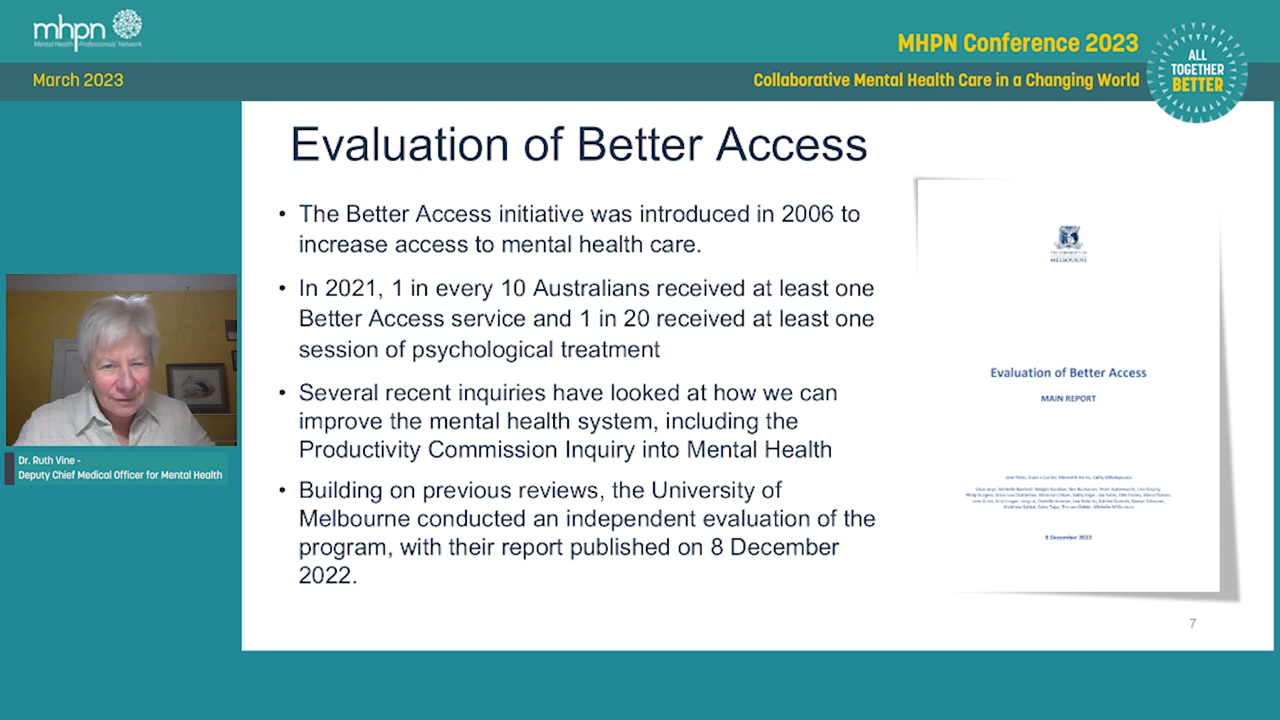 mhpn
Mental Health Professionals' Network
MHPN Conference 2023
March 2023
Collaborative Mental Health Care in a Changing World
ALL
TOGETHER
BETTER
Evaluation of Better Access
• The Better Access initiative was introduced in 2006 to
increase access to mental health care.
• In 2021, 1 in every 10 Australians received at least one
Better Access service and 1 in 20 received at least one
session of psychological treatment
• Several recent inquiries have looked at how we can
improve the mental health system, including the
Productivity Commission Inquiry into Mental Health
• Building on previous reviews, the University of
Melbourne conducted an independent evaluation of the
program, with their report published on 8 December
2022.
THE UNIVERSITY OF
MELBOURNE
Evaluation of Better Access
MAIN REPORT
8 December 2022
7
Dr. Ruth Vine -
Deputy Chief Medical Officer for Mental Health